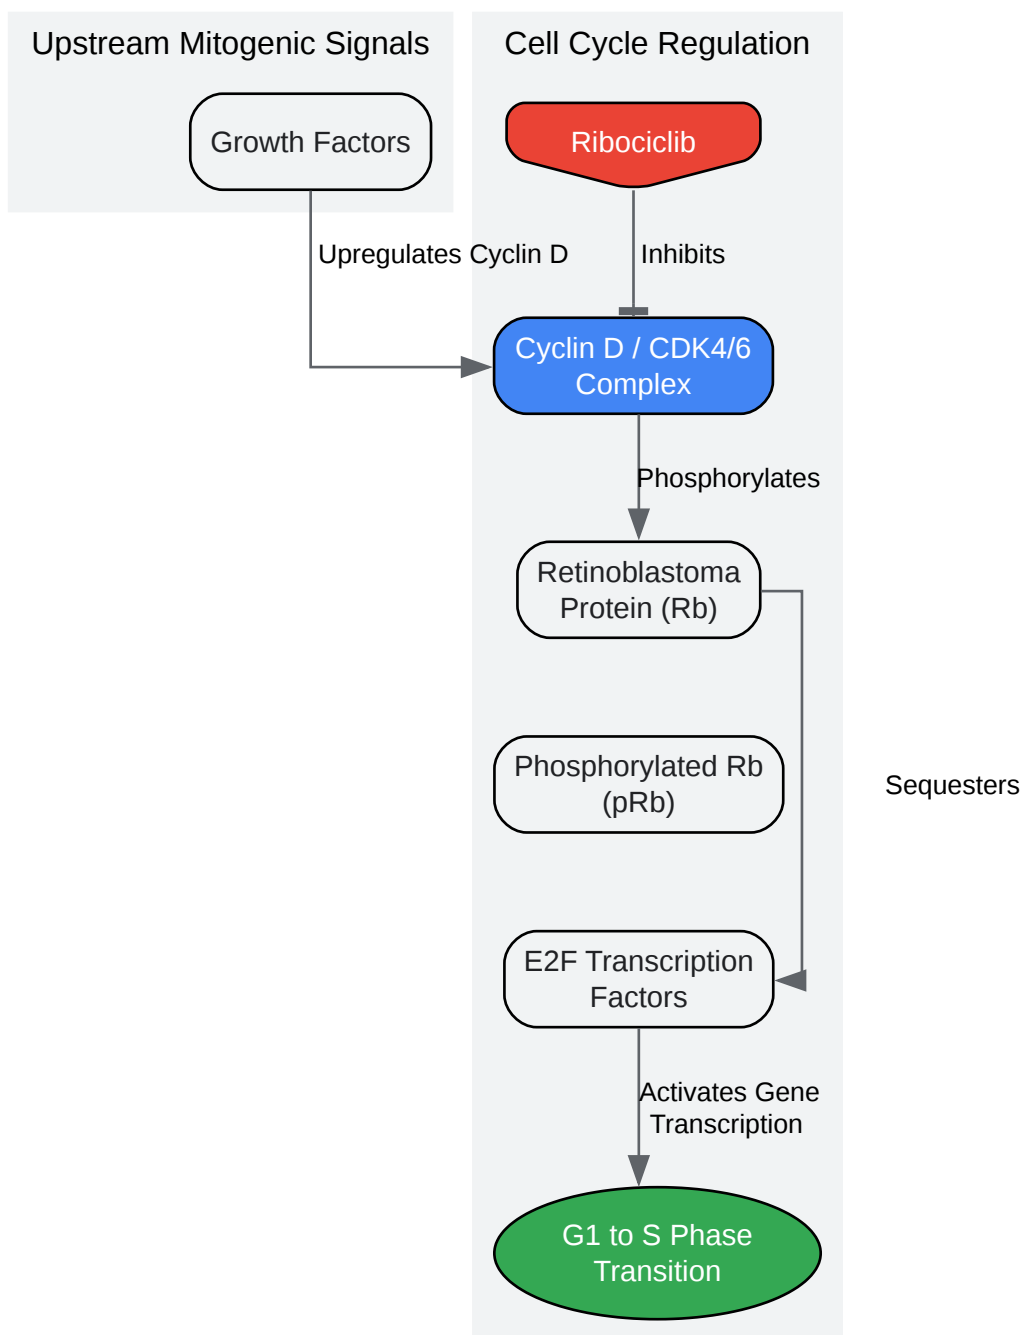 Upstream Mitogenic Signals
Cell Cycle Regulation
Growth Factors
Ribociclib
Upregulates Cyclin D
Inhibits
Cyclin D / CDK4/6
Complex
Phosphorylates
Retinoblastoma
Protein (Rb)
Phosphorylated Rb
(pRb)
Sequesters
E2F Transcription
Factors
Activates Gene
Transcription
G1 to S Phase
Transition